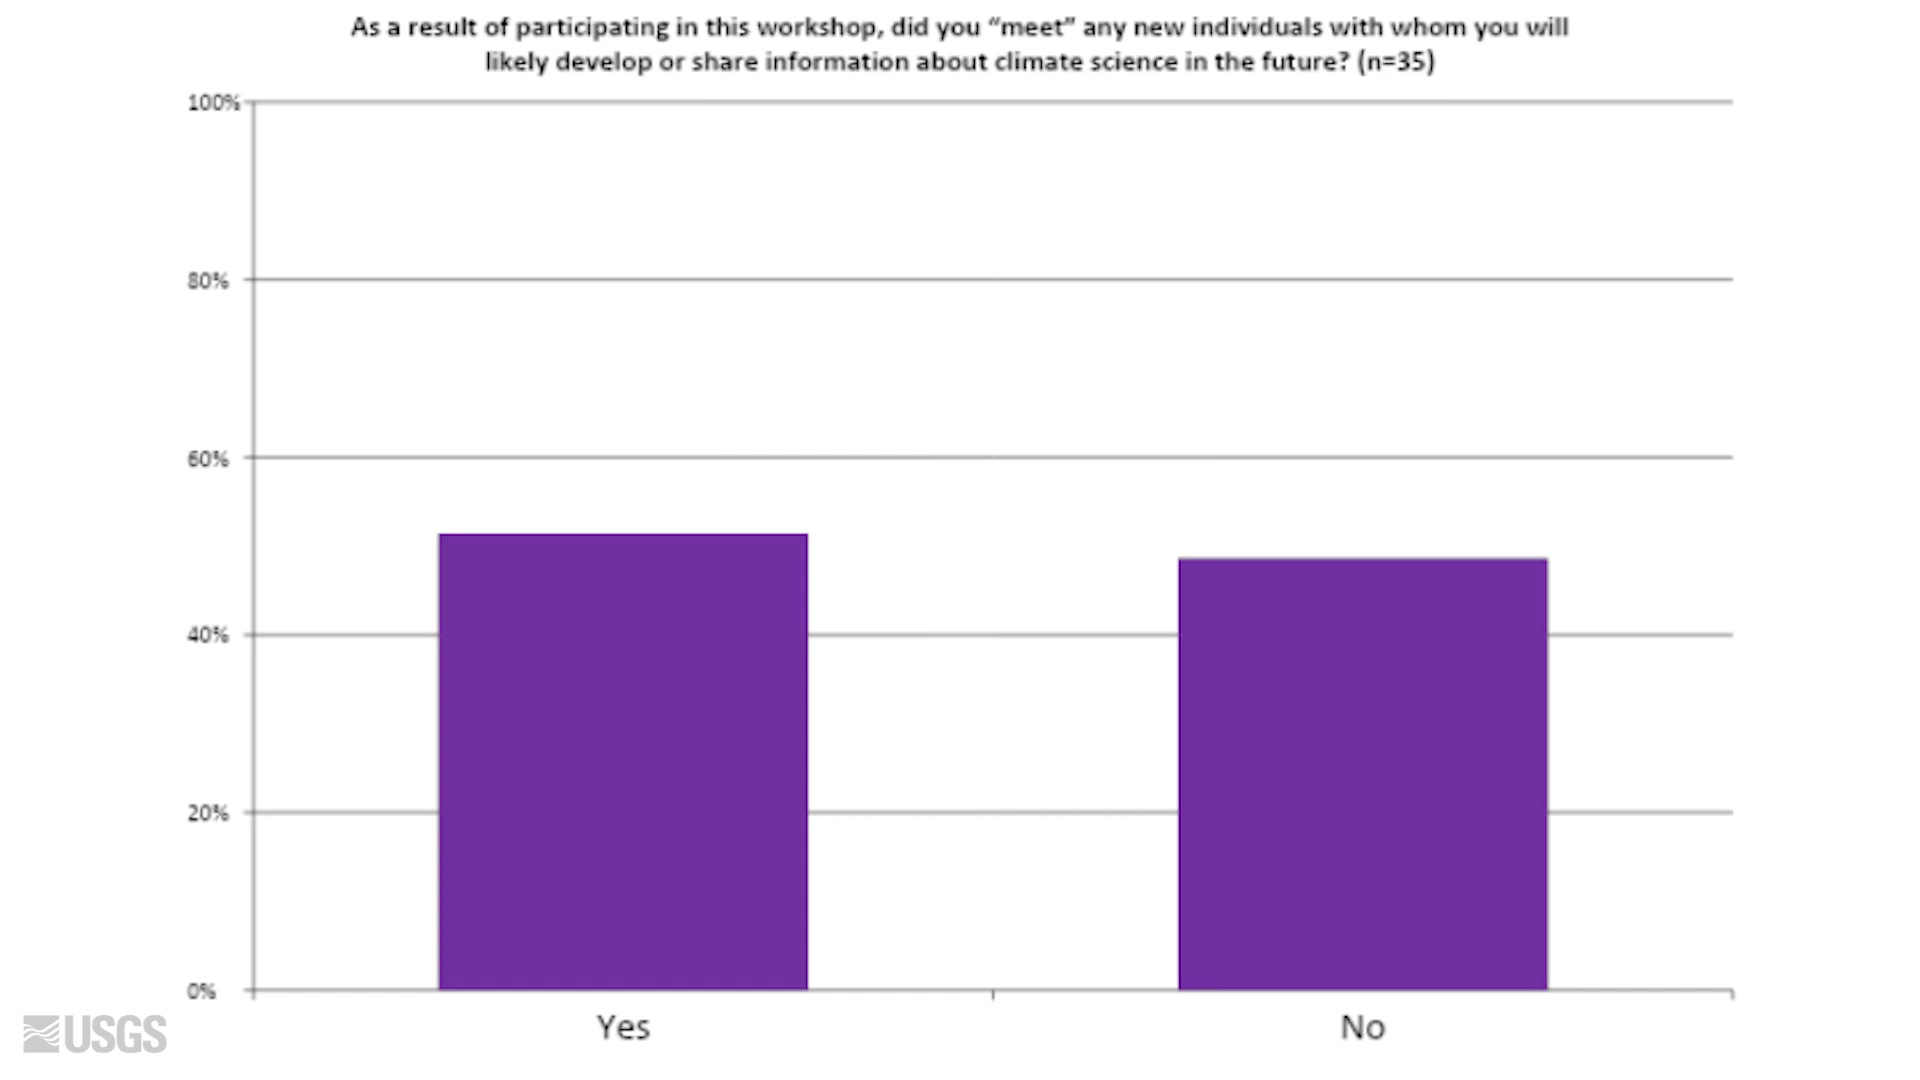 As a result of participating in this workshop, did you “meet” any new individuals with whom you will
likely develop or share information about climate science in the future? (n=35)
100%
80%
60%
40%
20%
0%
Yes
No
USGS